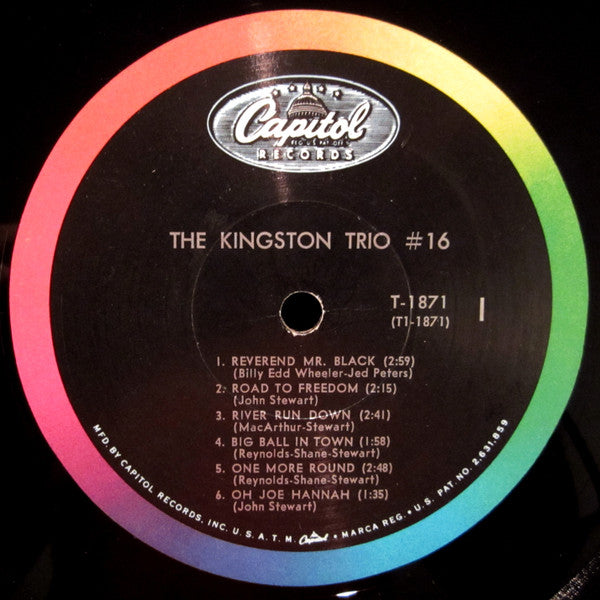 Capitol
REG. U.S. PAT. OFF.
RECORDS
THE KINGSTON TRIO #16
T-1871
(T1-1871)
1
1. REVEREND MR. BLACK (2:59)
(Billy Edd Wheeler-Jed Peters)
2. ROAD TO FREEDOM (2:15)
(John Stewart)
3. RIVER RUN DOWN (2:41)
(MacArthur-Stewart)
4. BIG BALL IN TOWN (1:58)
(Reynolds-Shane-Stewart)
5. ONE MORE ROUND (2:48)
(Reynolds-Shane-Stewart)
6. OH JOE HANNAH (1:35)
(John Stewart)
MFD. BY CAPITOL RECORDS, INC. U.S.A. T.M. Capitol • MARCA REG. • U.S. PAT. NO. 2,631,859